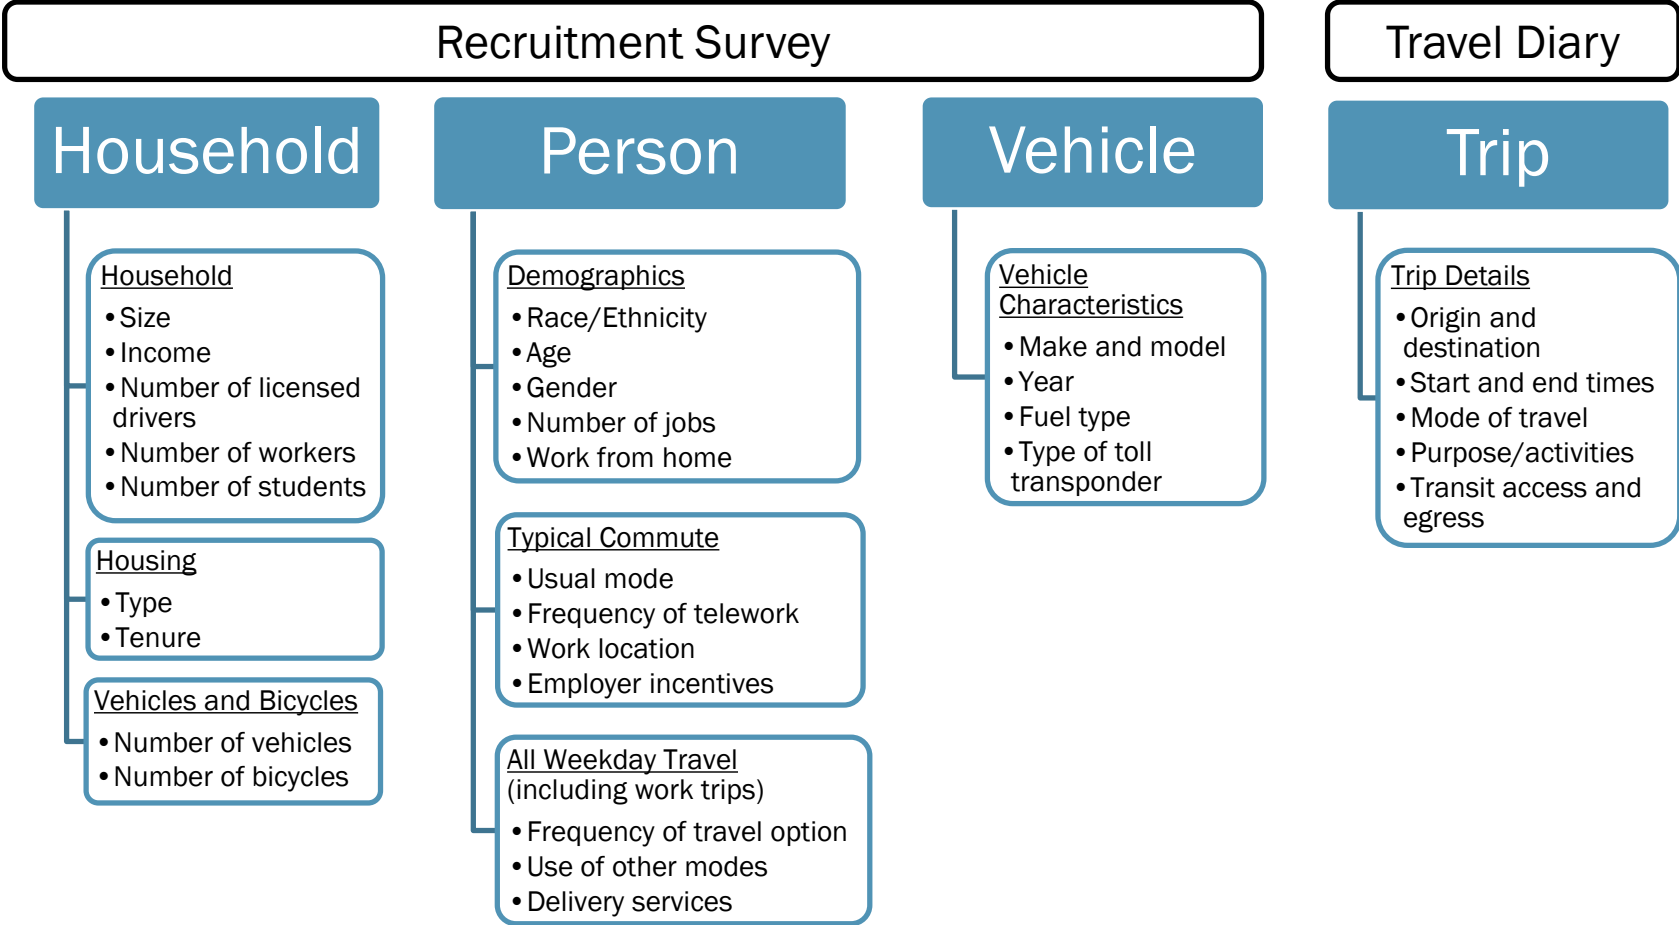 Recruitment Survey
Travel Diary
Household
Household
•Size
•Income
•Number of licensed
drivers
•Number of workers
•Number of students
Housing
•Type
•Tenure
Vehicles and Bicycles
•Number of vehicles
•Number of bicycles
Person
Demographics
•Race/Ethnicity
•Age
•Gender
•Number of jobs
•Work from home
Typical Commute
•Usual mode
•Frequency of telework
•Work location
•Employer incentives
All Weekday Travel
(including work trips)
•Frequency of travel option
•Use of other modes
•Delivery services
Vehicle
Vehicle
Characteristics
•Make and model
•Year
•Fuel type
•Type of toll
transponder
Trip
Trip Details
•Origin and
destination
•Start and end times
•Mode of travel
•Purpose/activities
•Transit access and
egress